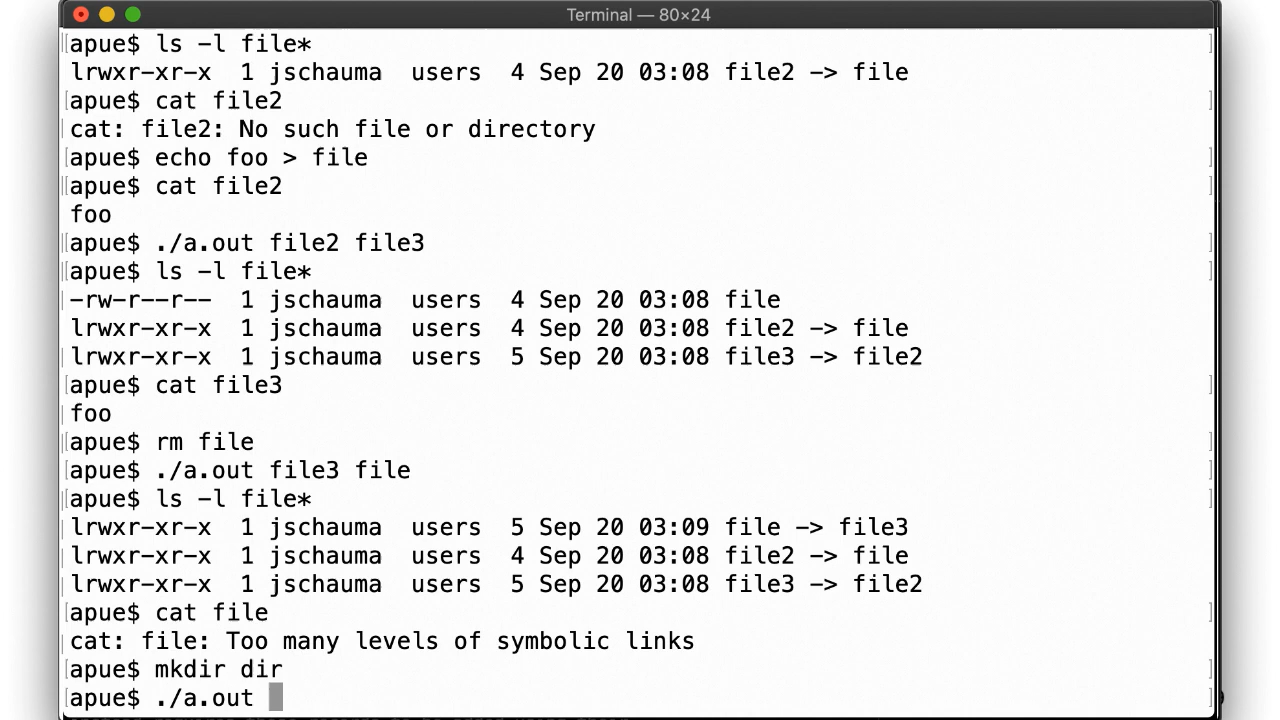 Terminal — 80×24
apue$ ls -l file*
lrwxr-xr-x  1 jschauma  users  4 Sep 20 03:08 file2 -> file
apue$ cat file2
cat: file2: No such file or directory
apue$ echo foo > file
apue$ cat file2
foo
apue$ ./a.out file2 file3
apue$ ls -l file*
-rw-r--r--  1 jschauma  users  4 Sep 20 03:08 file
lrwxr-xr-x  1 jschauma  users  4 Sep 20 03:08 file2 -> file
lrwxr-xr-x  1 jschauma  users  5 Sep 20 03:08 file3 -> file2
apue$ cat file3
foo
apue$ rm file
apue$ ./a.out file3 file
apue$ ls -l file*
lrwxr-xr-x  1 jschauma  users  5 Sep 20 03:09 file -> file3
lrwxr-xr-x  1 jschauma  users  4 Sep 20 03:08 file2 -> file
lrwxr-xr-x  1 jschauma  users  5 Sep 20 03:08 file3 -> file2
apue$ cat file
cat: file: Too many levels of symbolic links
apue$ mkdir dir
apue$ ./a.out